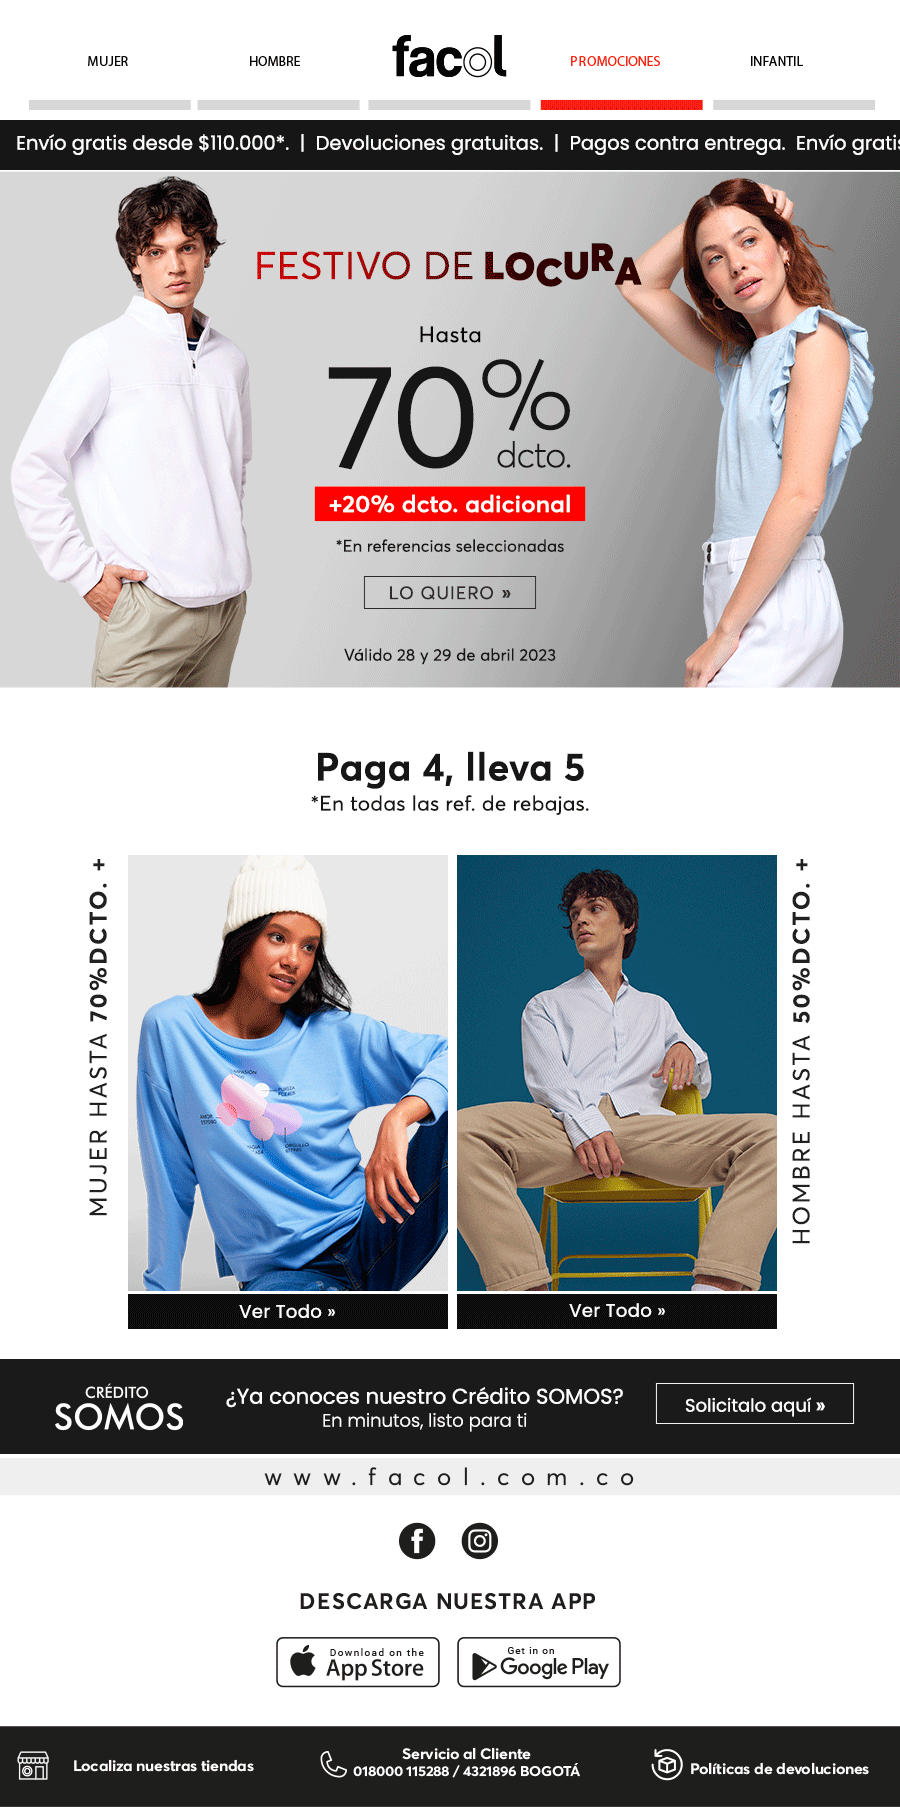 MUJER
HOMBRE
facol
PROMOCIONES
INFANTIL
Envío gratis desde $110.000*. | Devoluciones gratuitas. | Pagos contra entrega. Envío gratis
FESTIVO DE LOCURA
Hasta
70%
dcto.
+20% dcto. adicional
*En referencias seleccionadas
LO QUIERO »
Válido 28 y 29 de abril 2023
Paga 4, lleva 5
*En todas las ref. de rebajas.
MUJER HASTA 70%DCTO. +
HOMBRE HASTA 50%DCTO. +
Ver Todo »
Ver Todo »
CRÉDITO
SOMOS
¿Ya conoces nuestro Crédito SOMOS?
En minutos, listo para ti
Solicitalo aquí »
www.facol.com.co
DESCARGA NUESTRA APP
Download on the
App Store
Get in on
Google Play
Localiza nuestras tiendas
Servicio al Cliente
018000 115288 / 4321896 BOGOTÁ
Políticas de devoluciones